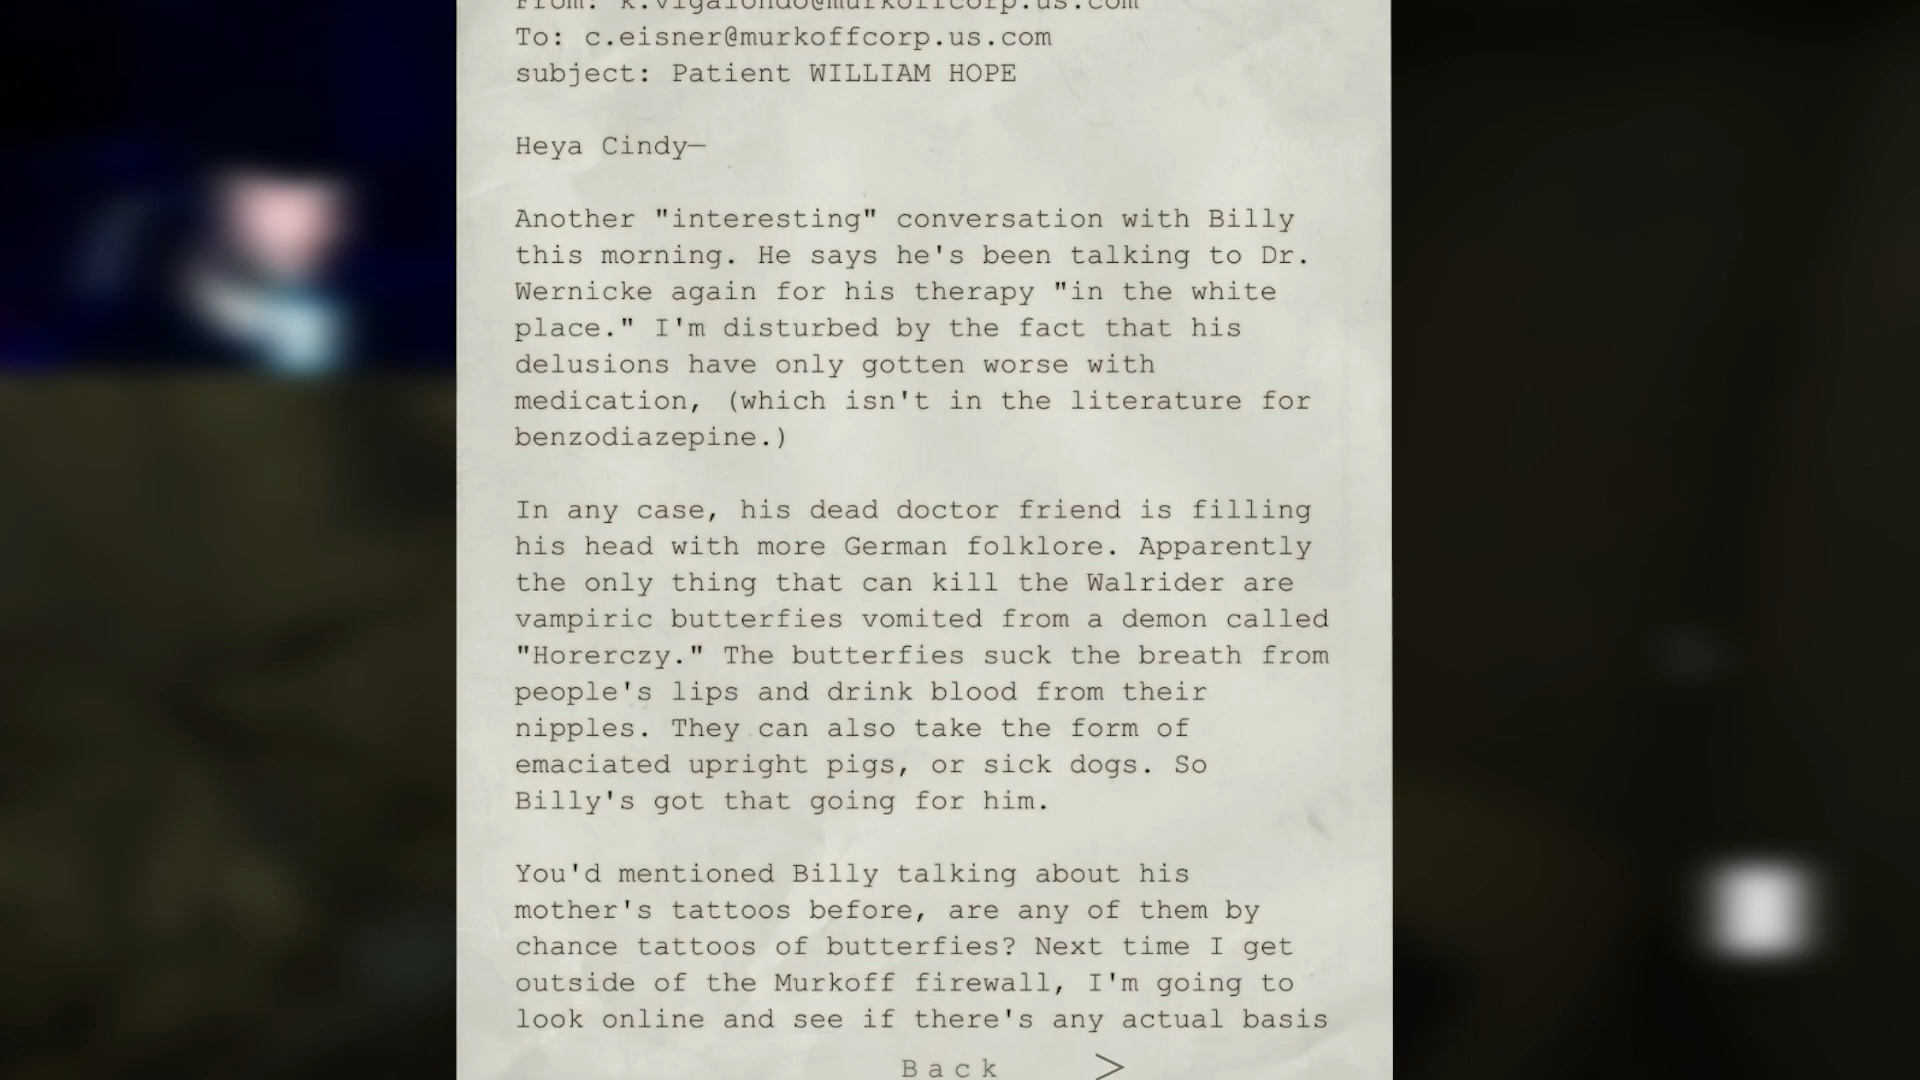 From: k.vigalondo@murkoffcorp.us.com
To: c.eisner@murkoffcorp.us.com
subject: Patient WILLIAM HOPE
Heya Cindy—
Another "interesting" conversation with Billy
this morning. He says he's been talking to Dr.
Wernicke again for his therapy "in the white
place." I'm disturbed by the fact that his
delusions have only gotten worse with
medication, (which isn't in the literature for
benzodiazepine.)
In any case, his dead doctor friend is filling
his head with more German folklore. Apparently
the only thing that can kill the Walrider are
vampiric butterfies vomited from a demon called
"Horerczy." The butterfies suck the breath from
people's lips and drink blood from their
nipples. They can also take the form of
emaciated upright pigs, or sick dogs. So
Billy's got that going for him.
You'd mentioned Billy talking about his
mother's tattoos before, are any of them by
chance tattoos of butterfies? Next time I get
outside of the Murkoff firewall, I'm going to
look online and see if there's any actual basis
Back >